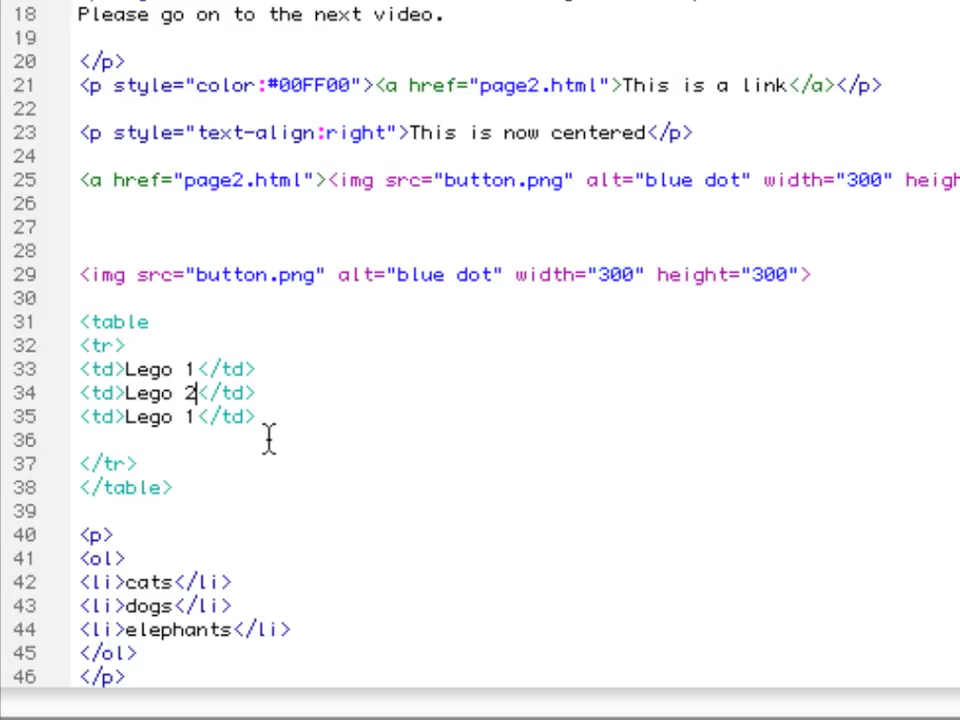 18 Please go on to the next video.
19
20 </p>
21 <p style="color:#00FF00"><a href="page2.html">This is a link</a></p>
22
23 <p style="text-align:right">This is now centered</p>
24
25 <a href="page2.html"><img src="button.png" alt="blue dot" width="300" heigh
26
27
28
29 <img src="button.png" alt="blue dot" width="300" height="300">
30
31 <table
32 <tr>
33 <td>Lego 1</td>
34 <td>Lego 2</td>
35 <td>Lego 1</td>
36
37 </tr>
38 </table>
39
40 <p>
41 <ol>
42 <li>cats</li>
43 <li>dogs</li>
44 <li>elephants</li>
45 </ol>
46 </p>